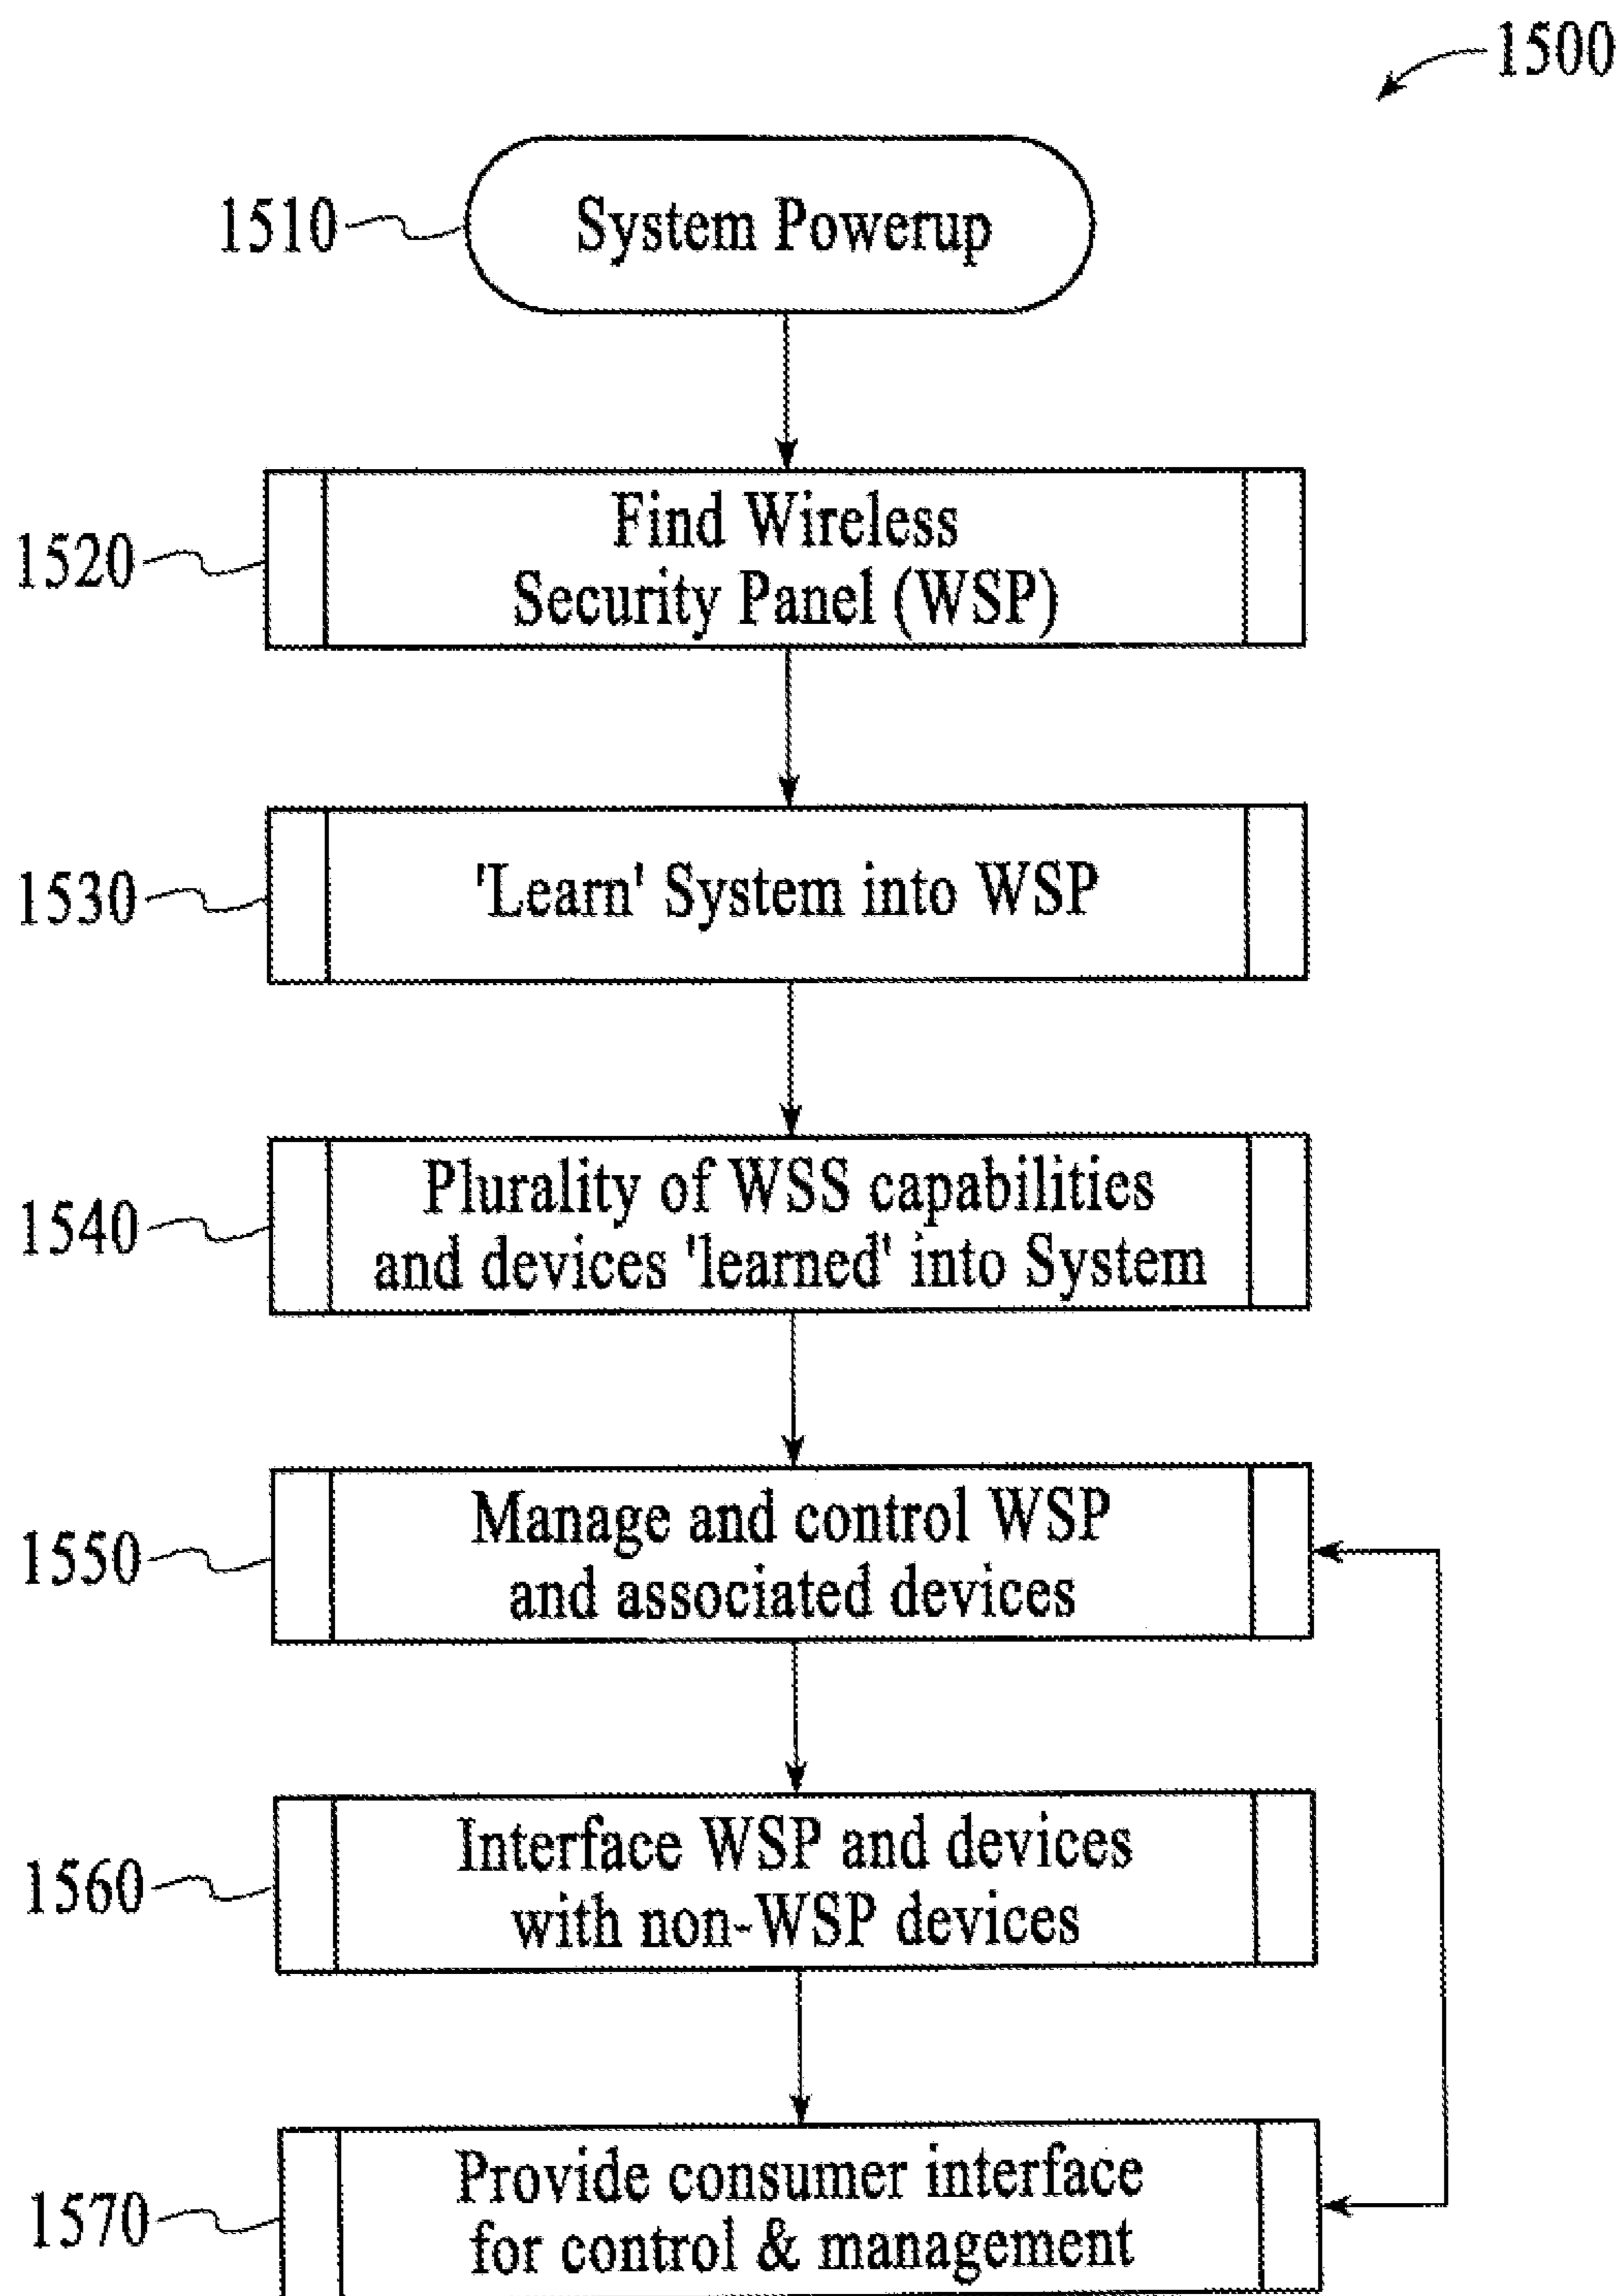 1500
1510
System Powerup
1520
Find Wireless
Security Panel (WSP)
1530
'Learn' System into WSP
1540
Plurality of WSS capabilities
and devices 'learned' into System
1550
Manage and control WSP
and associated devices
1560
Interface WSP and devices
with non-WSP devices
1570
Provide consumer interface
for control & management